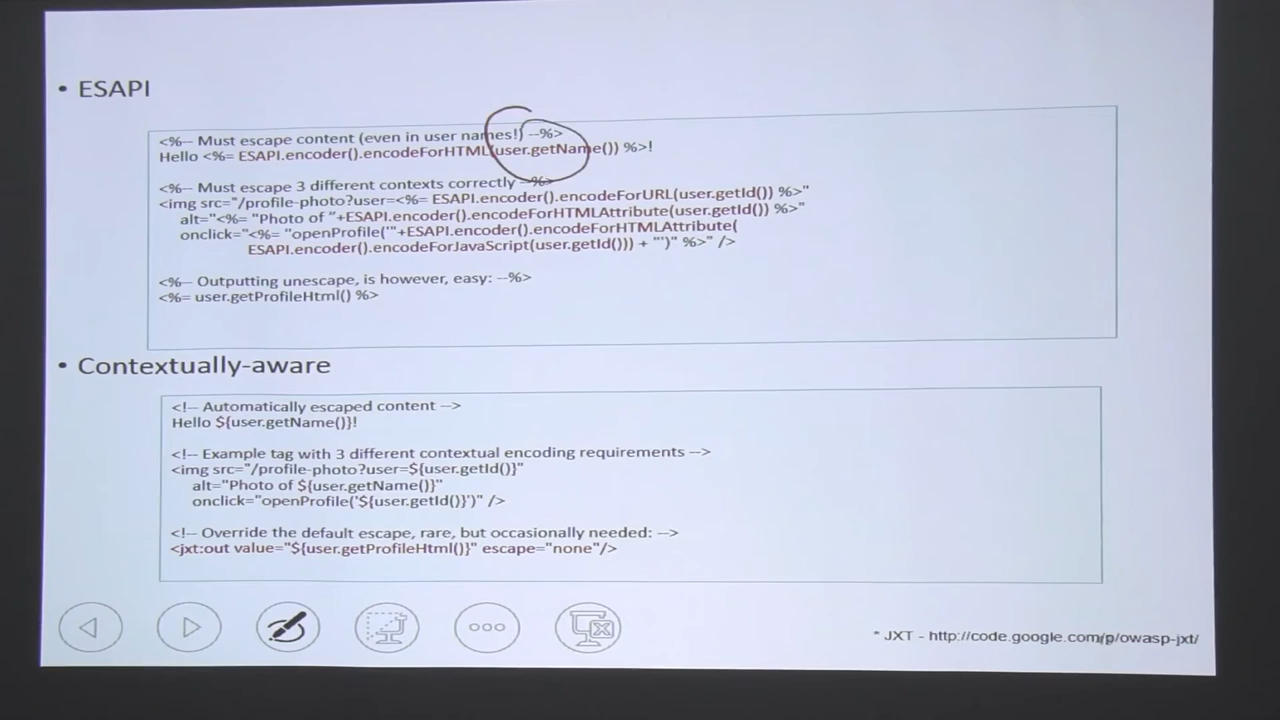 • ESAPI
<%-- Must escape content (even in user names!) --%>
Hello <%= ESAPI.encoder().encodeForHTML(user.getName()) %>!
<%-- Must escape 3 different contexts correctly --%>
<img src="/profile-photo?user=<%= ESAPI.encoder().encodeForURL(user.getId()) %>"
alt="<%= "Photo of "+ESAPI.encoder().encodeForHTMLAttribute(user.getId()) %>"
onclick="<%= "openProfile('"+ESAPI.encoder().encodeForHTMLAttribute(
ESAPI.encoder().encodeForJavaScript(user.getId())) + "')" %>" />
<%-- Outputting unescape, is however, easy: --%>
<%= user.getProfileHtml() %>
• Contextually-aware
<!-- Automatically escaped content -->
Hello ${user.getName()}!
<!-- Example tag with 3 different contextual encoding requirements -->
<img src="/profile-photo?user=${user.getId()}"
alt="Photo of ${user.getName()}"
onclick="openProfile('${user.getId()}')" />
<!-- Override the default escape, rare, but occasionally needed: -->
<jxt:out value="${user.getProfileHtml()}" escape="none"/>
* JXT - http://code.google.com/p/owasp-jxt/